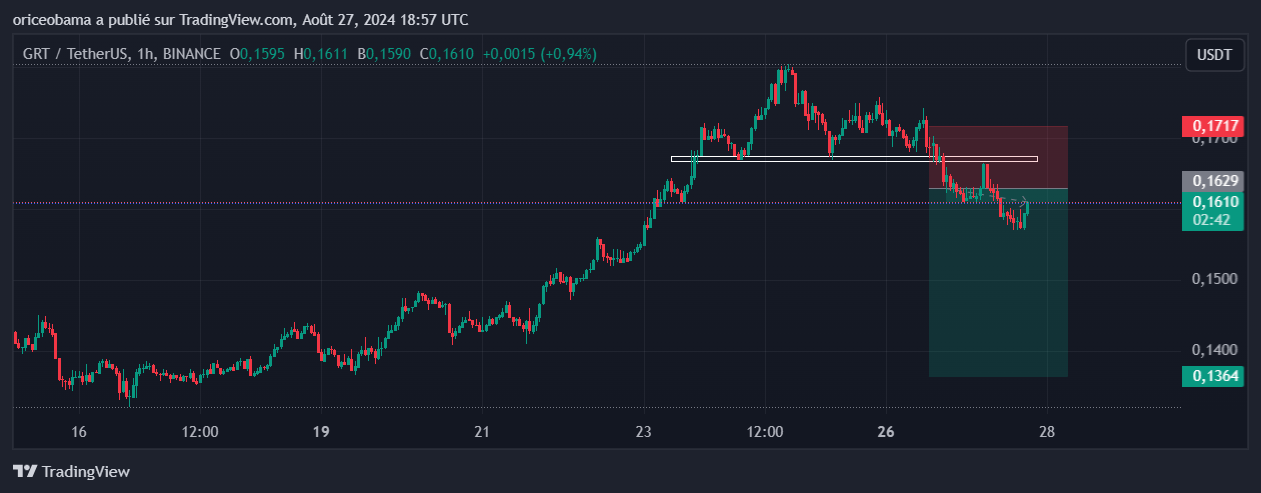 oriceobama a publié sur TradingView.com, Août 27, 2024 18:57 UTC
GRT / TetherUS, 1h, BINANCE O0,1595 H0,1611 B0,1590 C0,1610 +0,0015 (+0,94%)
USDT
0,1717
0,1700
0,1629
0,1610
02:42
0,1500
0,1400
0,1364
16 12:00 19 21 23 12:00 26 28
TradingView